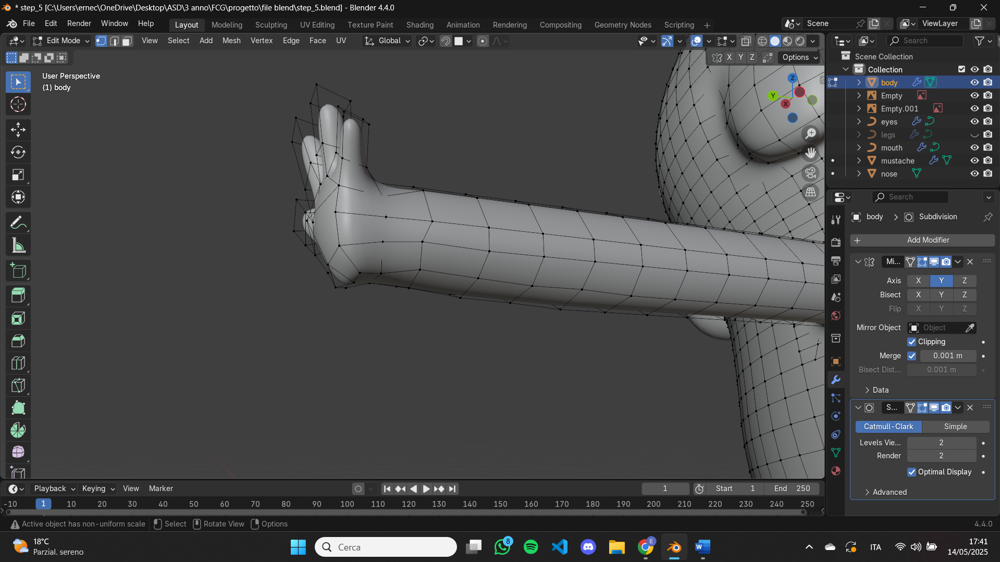 * step_5 [C:\Users\ernec\OneDrive\Desktop\ASD\3 anno\FCG\progetto\file blend\step_5.blend] - Blender 4.4.0
File Edit Render Window Help Layout Modeling Sculpting UV Editing Texture Paint Shading Animation Rendering Compositing Geometry Nodes Scripting + Scene ViewLayer
Edit Mode View Select Add Mesh Vertex Edge Face UV Global Search
X Y Z Options
User Perspective
(1) body
Z
Y
X
Scene Collection
Collection
body
Empty
Empty.001
eyes
legs
mouth
mustache
nose
Search
body > Subdivision
+ Add Modifier
Mi...
Axis X Y Z
Bisect X Y Z
Flip X Y Z
Mirror Object Object
Clipping
Merge 0.001 m
Bisect Dist... 0.001 m
Data
S...
Catmull-Clark Simple
Levels Vie... 2
Render 2
Optimal Display
Advanced
Playback Keying View Marker 1 Start 1 End 250
-10 1 10 20 30 40 50 60 70 80 90 100 110 120 130 140 150 160 170 180 190 200 210 220 230 240 250
Active object has non-uniform scale Select Rotate View Options 4.4.0
18°C
Parzial. sereno
Cerca
8
E
W
ITA
17:41
14/05/2025